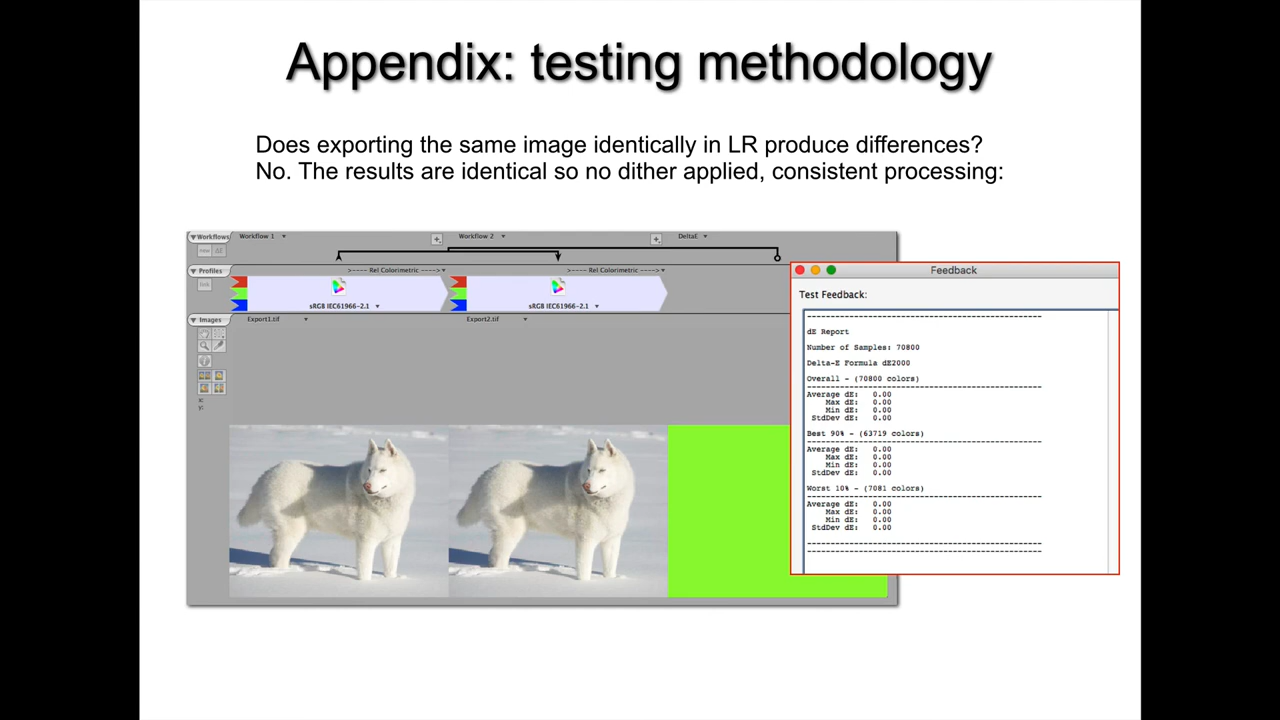 Appendix: testing methodology
Does exporting the same image identically in LR produce differences?
No. The results are identical so no dither applied, consistent processing:
Workflows
Workflow 1
Workflow 2
DeltaE
new ΔE
Profiles
>---- Rel Colorimetric ---->
>---- Rel Colorimetric ---->
sRGB IEC61966-2.1
sRGB IEC61966-2.1
Images
Export1.tif
Export2.tif
x:
y:
Feedback
Test Feedback:
dE Report
Number of Samples: 70800
Delta-E Formula dE2000
Overall - (70800 colors)
Average dE: 0.00
Max dE: 0.00
Min dE: 0.00
StdDev dE: 0.00
Best 90% - (63719 colors)
Average dE: 0.00
Max dE: 0.00
Min dE: 0.00
StdDev dE: 0.00
Worst 10% - (7081 colors)
Average dE: 0.00
Max dE: 0.00
Min dE: 0.00
StdDev dE: 0.00